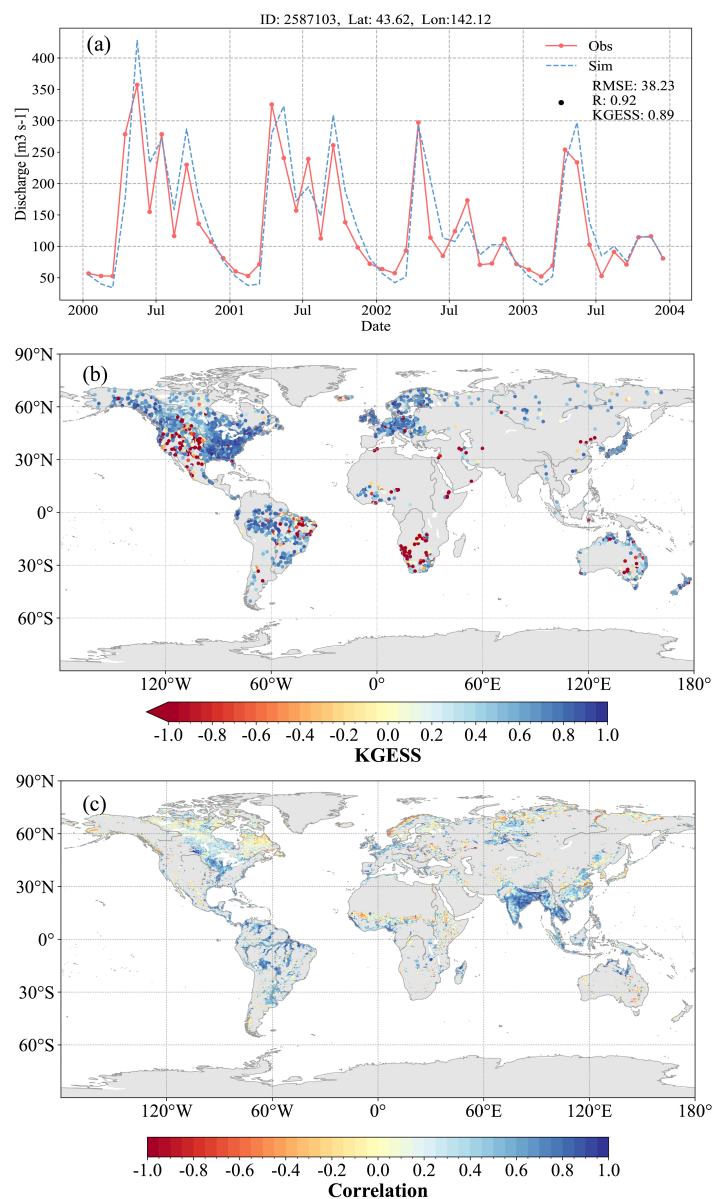 ID: 2587103, Lat: 43.62, Lon:142.12
(a)
Obs
Sim
RMSE: 38.23
R: 0.92
KGESS: 0.89
Discharge [m3 s-1]
400
350
300
250
200
150
100
50
2000 Jul 2001 Jul 2002 Jul 2003 Jul 2004
Date
(b)
90°N
60°N
30°N
0°
30°S
60°S
120°W 60°W 0° 60°E 120°E 180°
-1.0 -0.8 -0.6 -0.4 -0.2 0.0 0.2 0.4 0.6 0.8 1.0
KGESS
(c)
90°N
60°N
30°N
0°
30°S
60°S
120°W 60°W 0° 60°E 120°E 180°
-1.0 -0.8 -0.6 -0.4 -0.2 0.0 0.2 0.4 0.6 0.8 1.0
Correlation